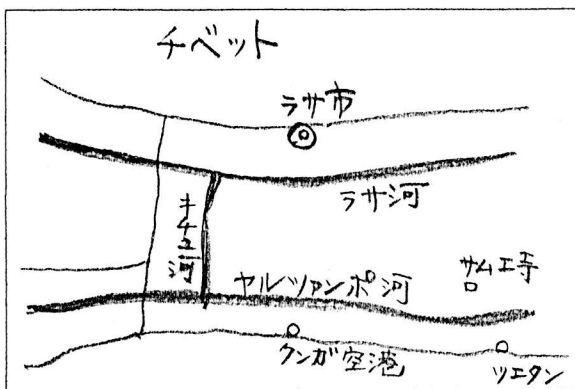 チベット
ラサ市
ラサ河
キチュ河
ヤルツァンポ河
サムエ寺
クンガ空港
ツェタン